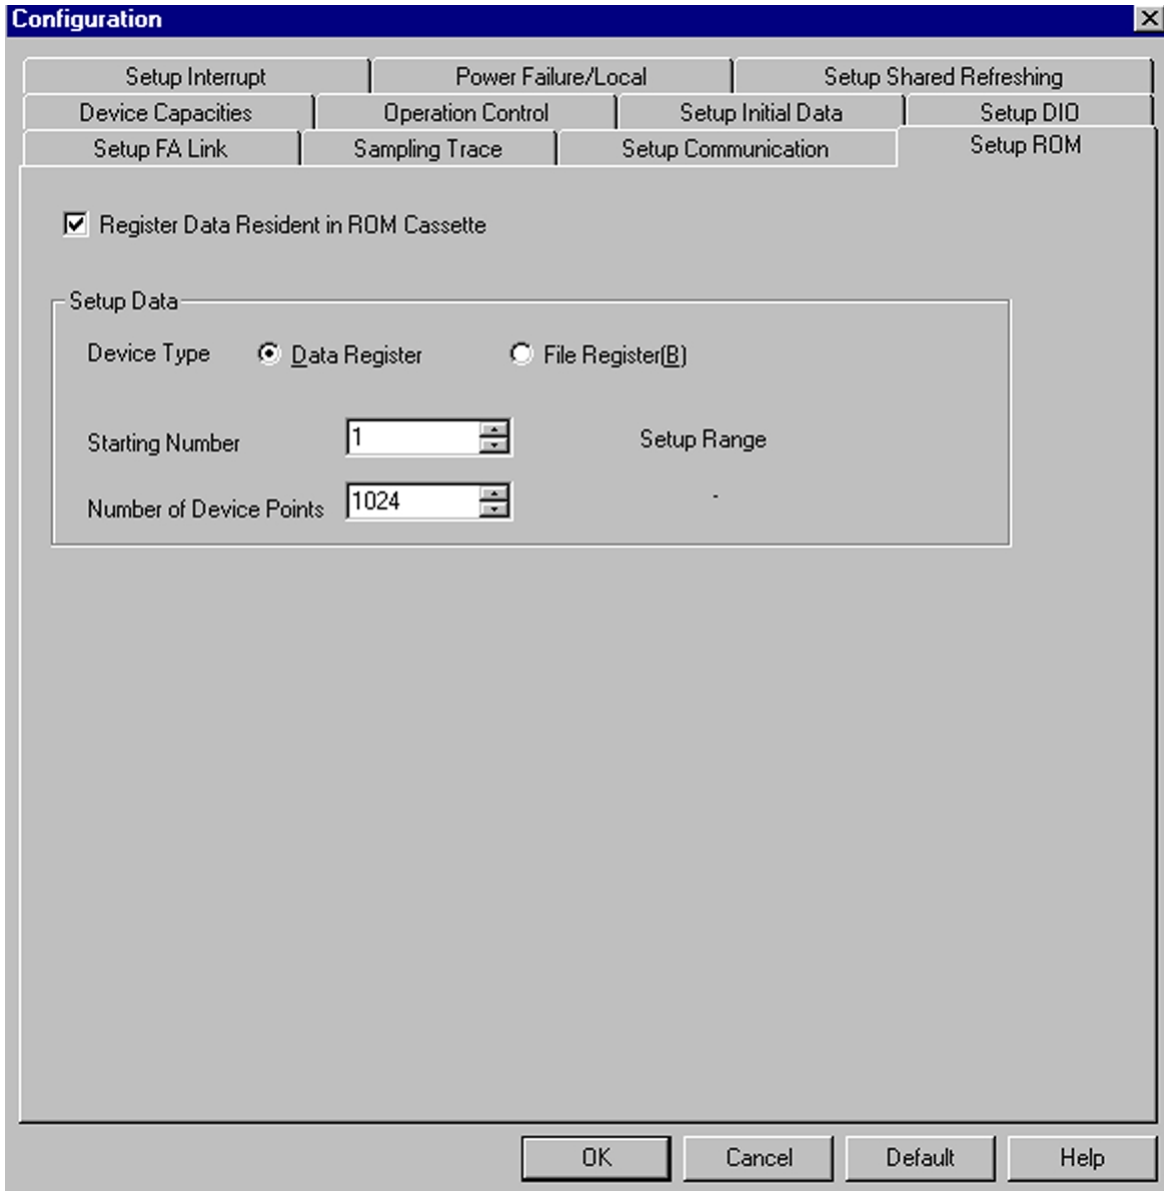 Configuration
Setup Interrupt Power Failure/Local Setup Shared Refreshing
Device Capacities Operation Control Setup Initial Data Setup DIO
Setup FA Link Sampling Trace Setup Communication Setup ROM
Register Data Resident in ROM Cassette
Setup Data
Device Type Data Register File Register(B)
Starting Number 1 Setup Range
Number of Device Points 1024 -
OK Cancel Default Help